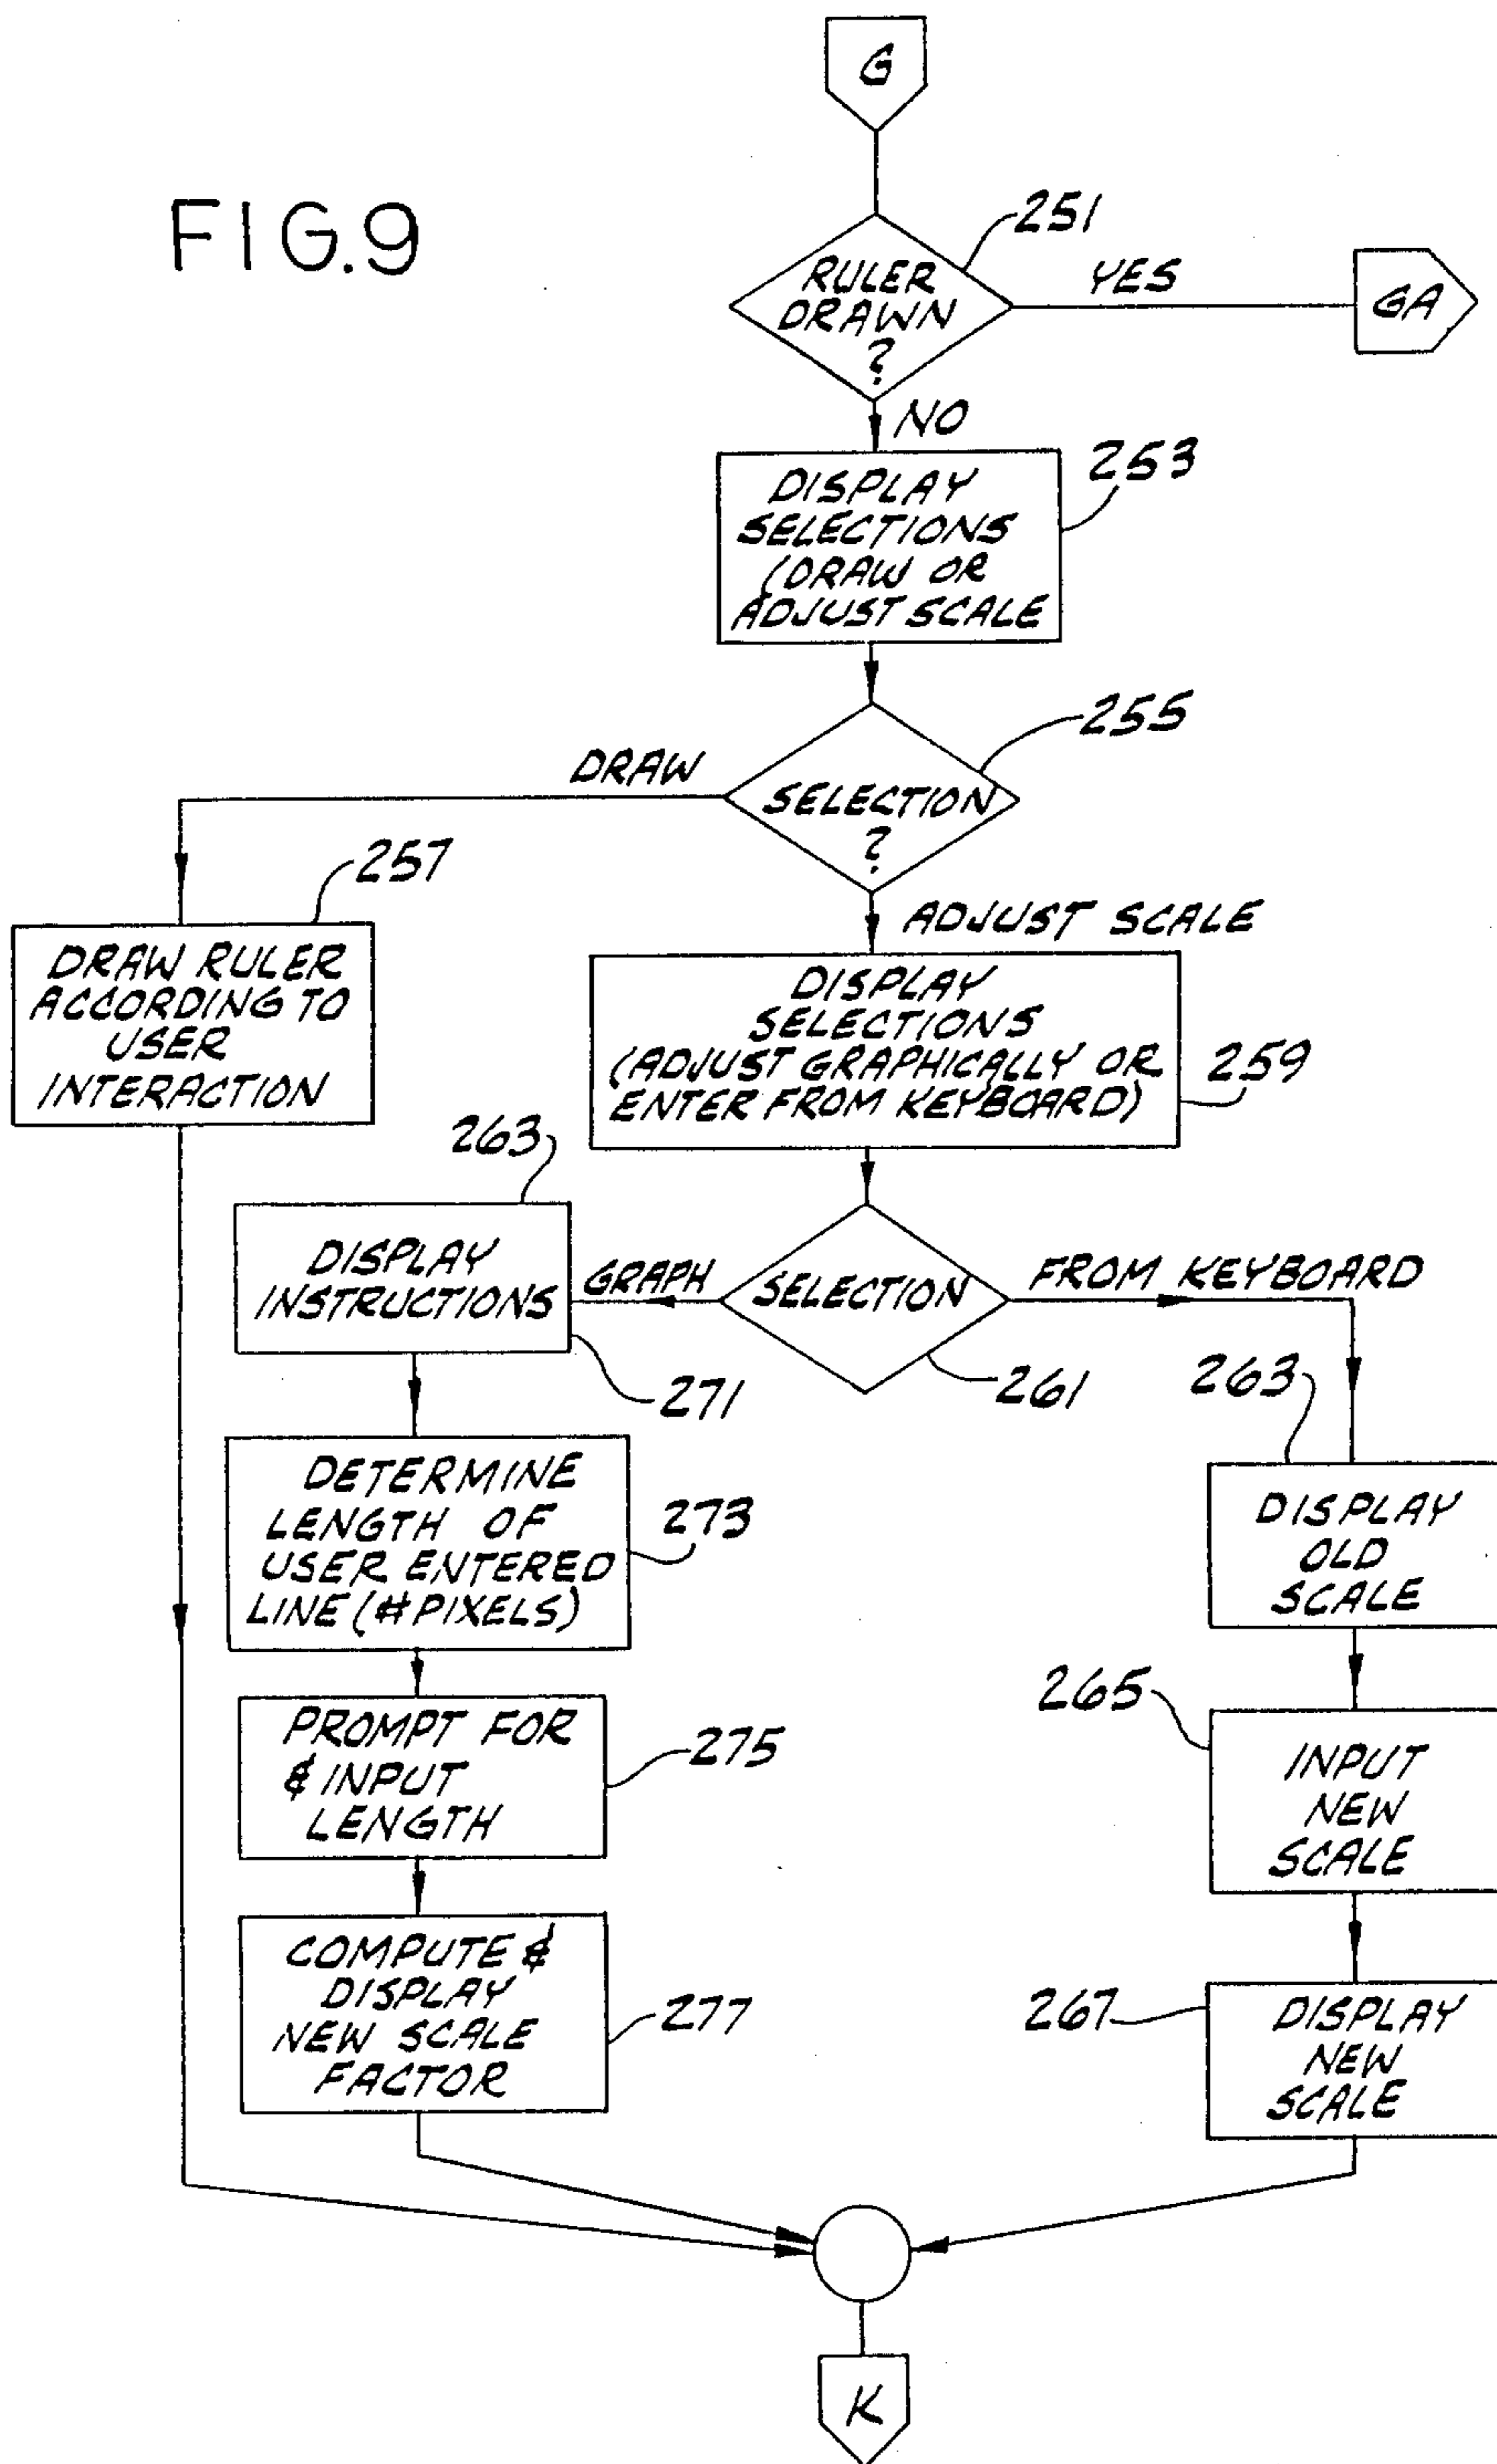 G
FIG.9
251
RULER
DRAWN
?
YES
GA
NO
253
DISPLAY
SELECTIONS
(DRAW OR
ADJUST SCALE
255
DRAW
SELECTION
?
257
ADJUST SCALE
DRAW RULER
ACCORDING TO
USER
INTERACTION
DISPLAY
SELECTIONS
(ADJUST GRAPHICALLY OR
ENTER FROM KEYBOARD)
259
263
DISPLAY
INSTRUCTIONS
GRAPH
SELECTION
FROM KEYBOARD
271
261
263
DETERMINE
LENGTH OF
USER ENTERED
LINE (#PIXELS)
273
DISPLAY
OLD
SCALE
265
PROMPT FOR
& INPUT
LENGTH
275
INPUT
NEW
SCALE
COMPUTE &
DISPLAY
NEW SCALE
FACTOR
277
267
DISPLAY
NEW
SCALE
K